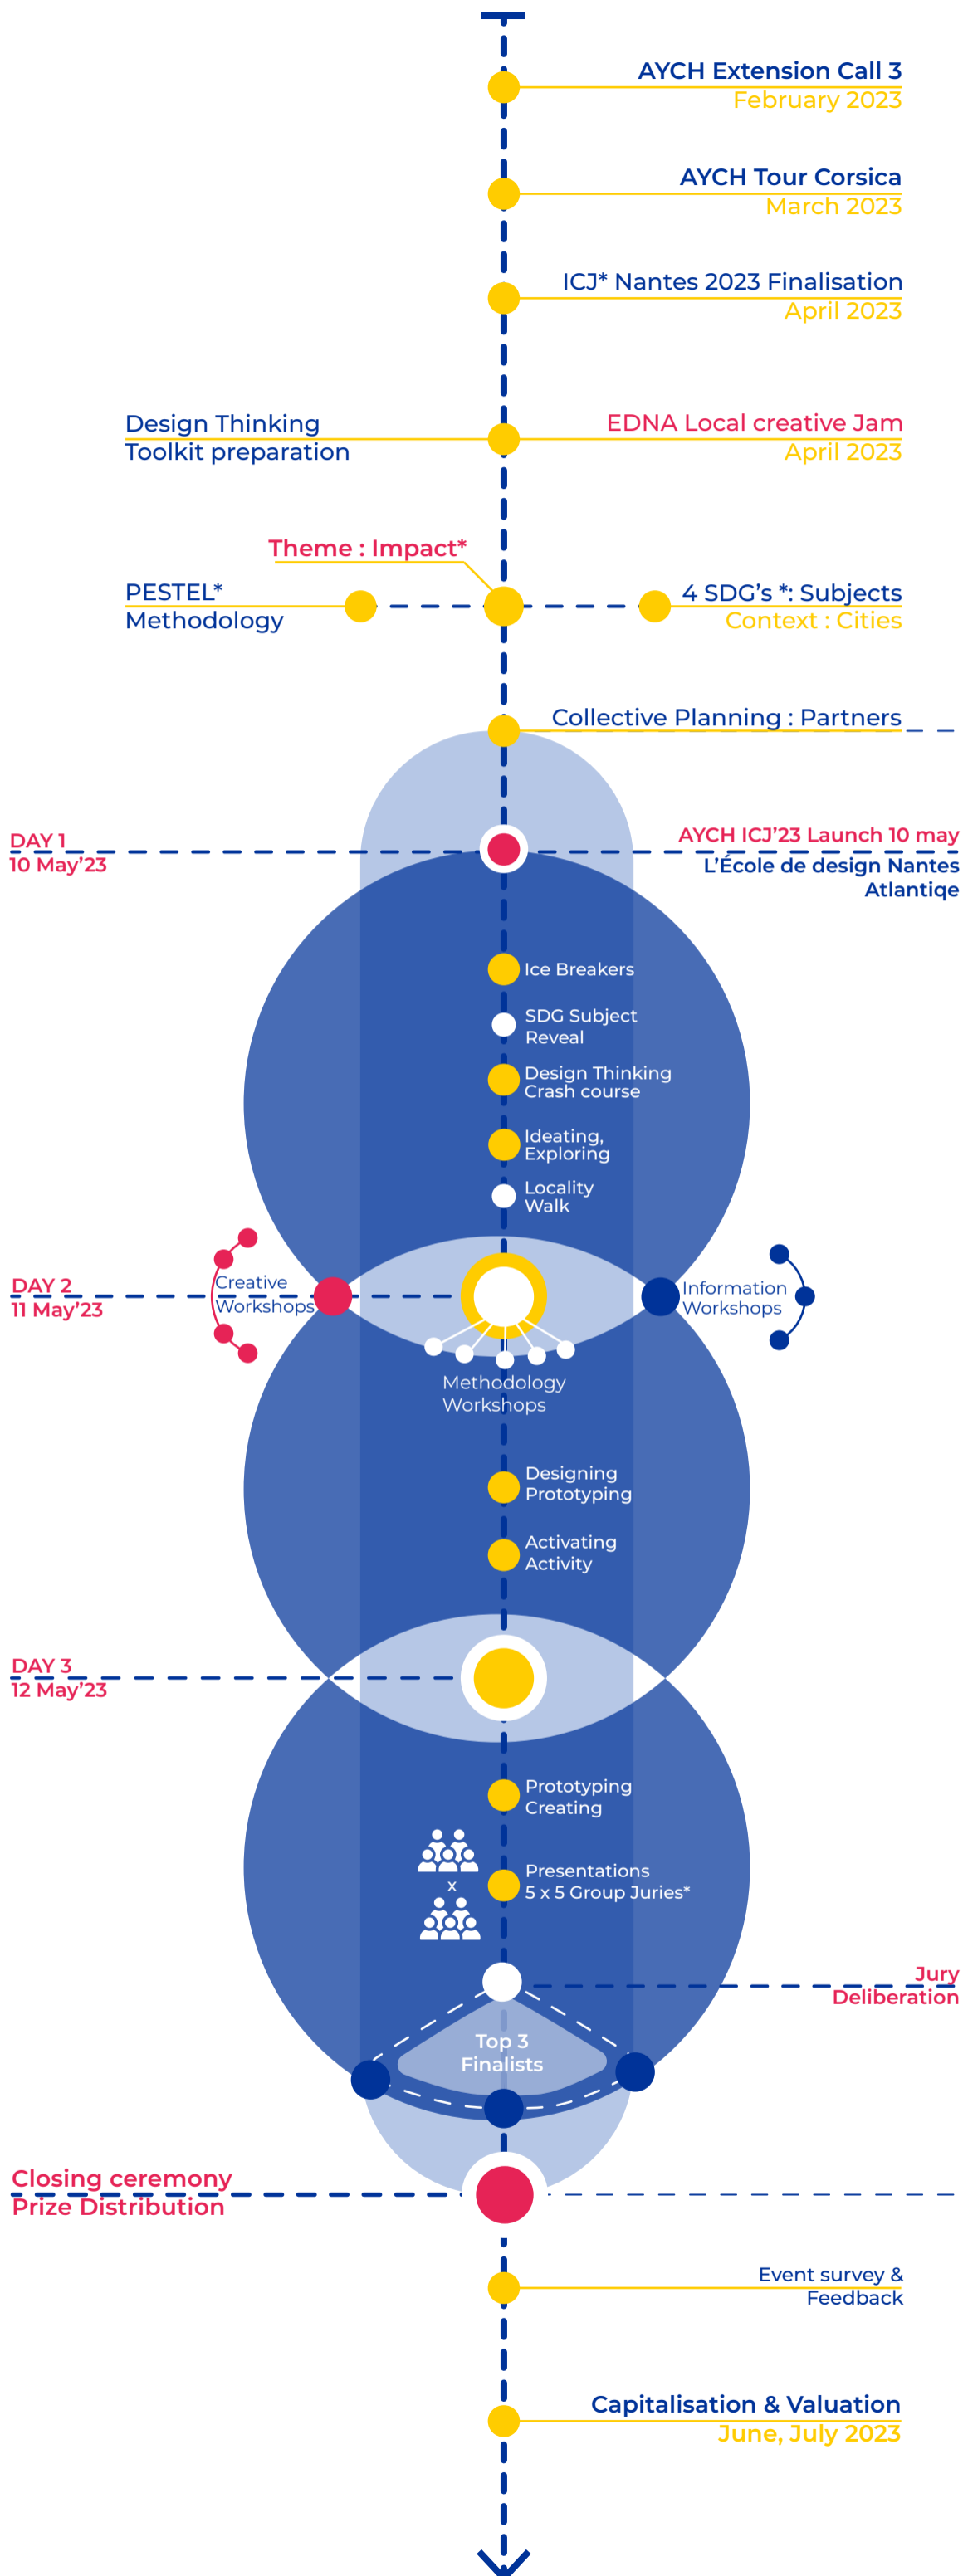 AYCH Extension Call 3
February 2023
AYCH Tour Corsica
March 2023
ICJ* Nantes 2023 Finalisation
April 2023
Design Thinking
Toolkit preparation
EDNA Local creative Jam
April 2023
Theme : Impact*
PESTEL*
Methodology
4 SDG’s *: Subjects
Context : Cities
Collective Planning : Partners
DAY 1
10 May’23
AYCH ICJ’23 Launch 10 may
L’École de design Nantes
Atlantiqe
Ice Breakers
SDG Subject
Reveal
Design Thinking
Crash course
Ideating,
Exploring
Locality
Walk
DAY 2
11 May’23
Creative
Workshops
Information
Workshops
Methodology
Workshops
Designing
Prototyping
Activating
Activity
DAY 3
12 May’23
Prototyping
Creating
x
Presentations
5 x 5 Group Juries*
Jury
Deliberation
Top 3
Finalists
Closing ceremony
Prize Distribution
Event survey &
Feedback
Capitalisation & Valuation
June, July 2023